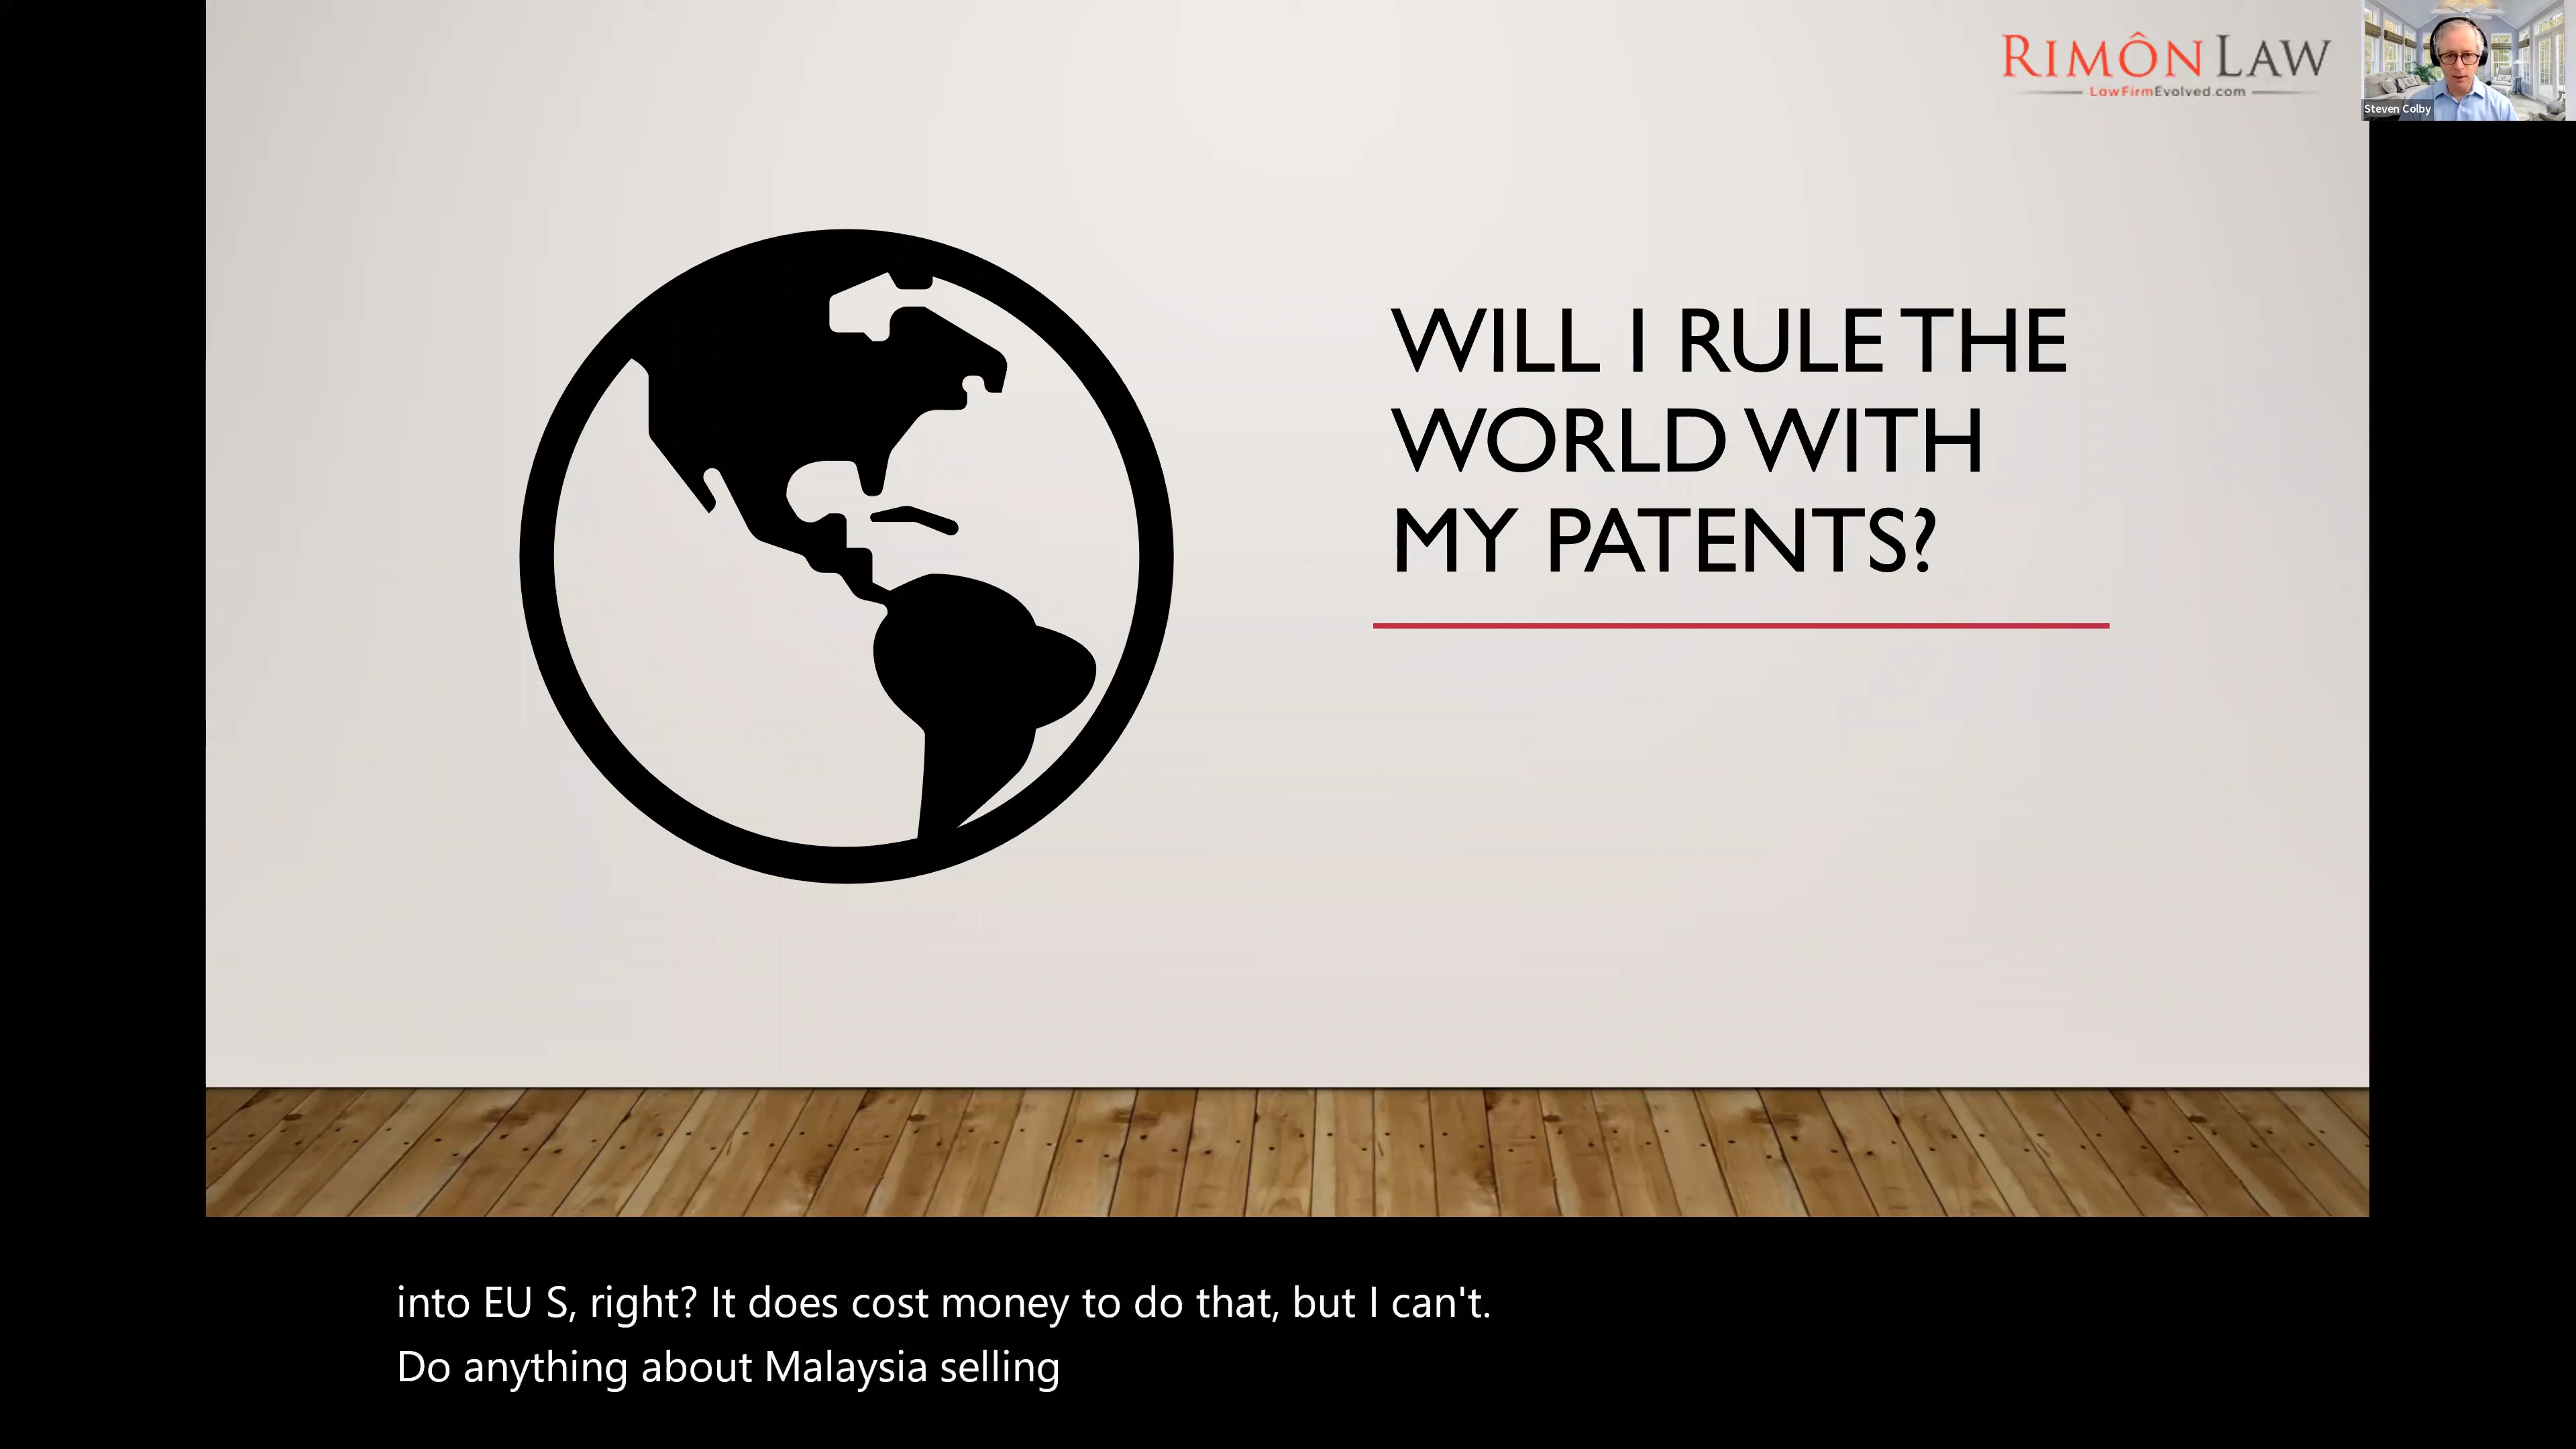 RIMÔN LAW
LawFirmEvolved.com
Steven Colby
WILL I RULE THE
WORLD WITH
MY PATENTS?
into EU S, right? It does cost money to do that, but I can't.
Do anything about Malaysia selling